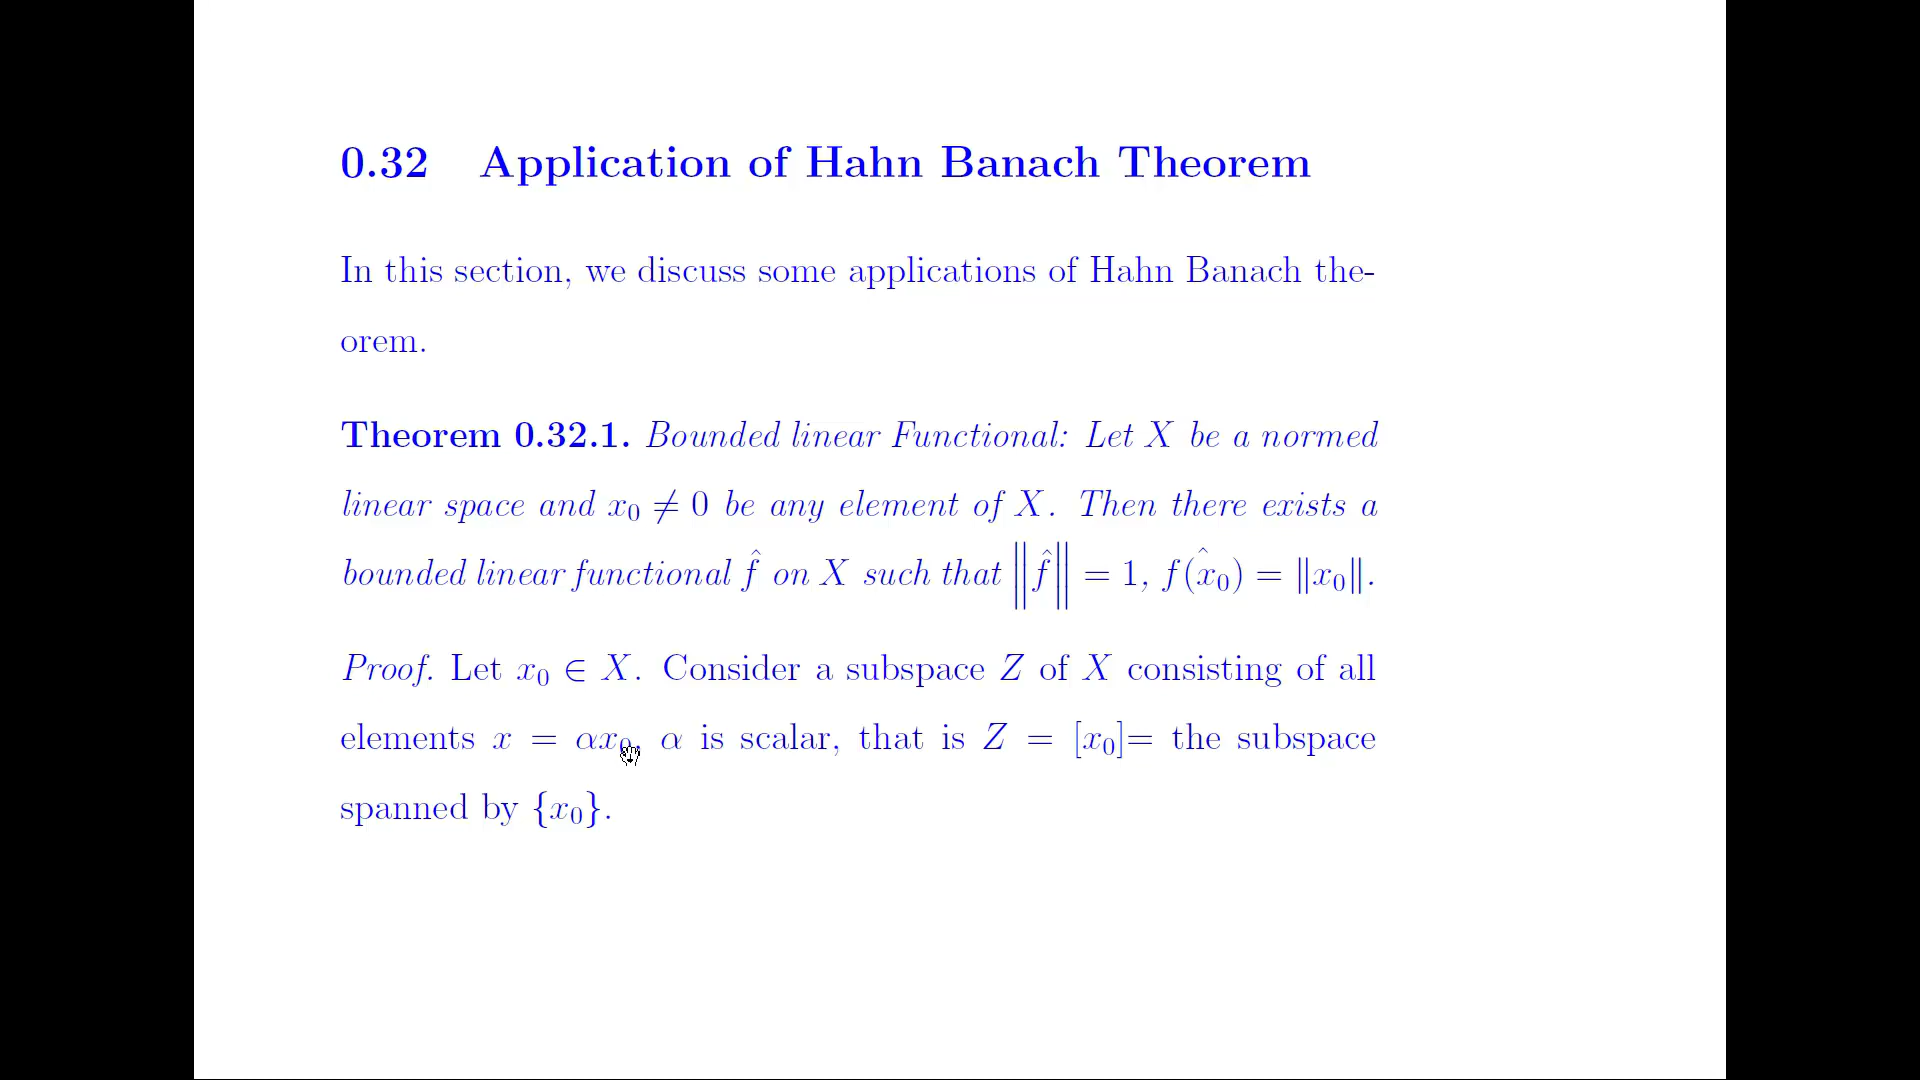 0.32 Application of Hahn Banach Theorem
In this section, we discuss some applications of Hahn Banach the-
orem.
Theorem 0.32.1. Bounded linear Functional: Let X be a normed
linear space and x₀ ≠ 0 be any element of X. Then there exists a
bounded linear functional f̂ on X such that ‖f̂‖ = 1, f(x̂₀) = ‖x₀‖.
Proof. Let x₀ ∈ X. Consider a subspace Z of X consisting of all
elements x = αx₀, α is scalar, that is Z = [x₀]= the subspace
spanned by {x₀}.